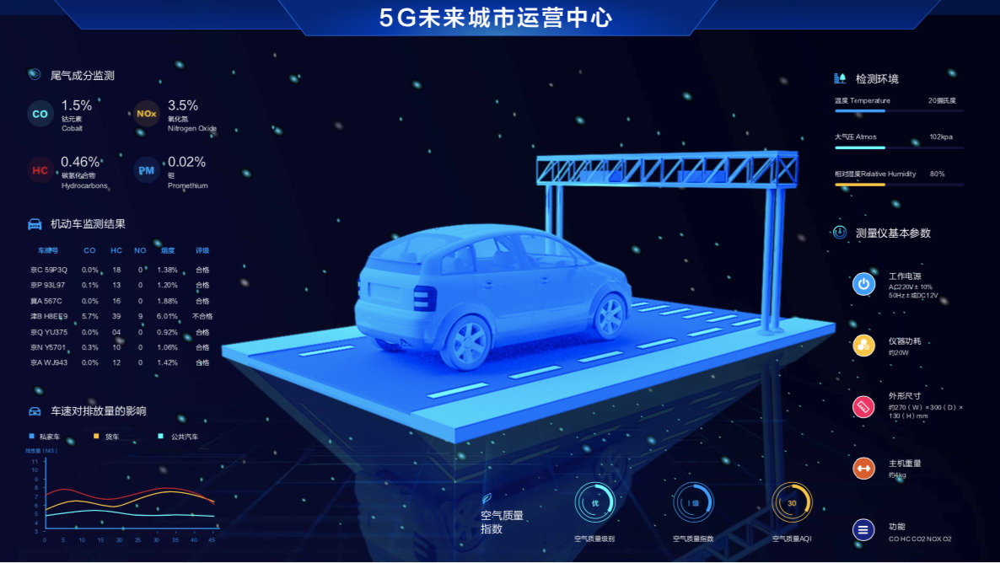 5G未来城市运营中心
尾气成分监测
CO
1.5%
钴元素
Cobalt
NOx
3.5%
氧化氮
Nitrogen Oxide
HC
0.46%
碳氢化合物
Hydrocarbons
PM
0.02%
钷
Promethium
机动车监测结果
车牌号 CO HC NO 烟度 评级
京C 59P3Q 0.0% 18 0 1.38% 合格
京P 93L97 0.1% 13 0 1.20% 合格
冀A 567C 0.0% 16 0 1.88% 合格
津B H8EE9 5.7% 39 9 6.01% 不合格
京Q YU375 0.0% 04 0 0.92% 合格
京N Y5701 0.3% 10 0 1.06% 合格
京A WJ943 0.0% 12 0 1.42% 合格
车速对排放量的影响
私家车 货车 公共汽车
排放量（M3）
11
10
9
8
7
6
5
4
3
0 5 10 15 20 25 30 35 40 45
空气质量
指数
优
空气质量级别
I 级
空气质量指数
30
空气质量AQI
检测环境
温度 Temperature 20摄氏度
大气压 Atmos 102kpa
相对湿度Relative Humidity 80%
测量仪基本参数
工作电源
AC220V±10%
50Hz±或DC12V
仪器功耗
约20W
外形尺寸
约270（W）×300（D）×
130（H）mm
主机重量
约4kg
功能
CO HC CO2 NOX O2